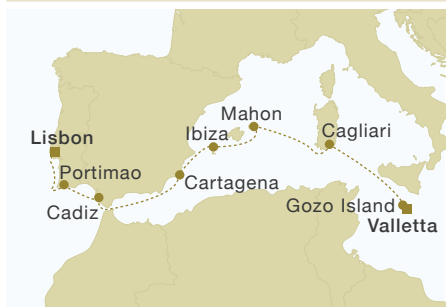 Mahon
Lisbon
Ibiza
Cagliari
Portimao
Cartagena
Cadiz
Gozo Island
Valletta